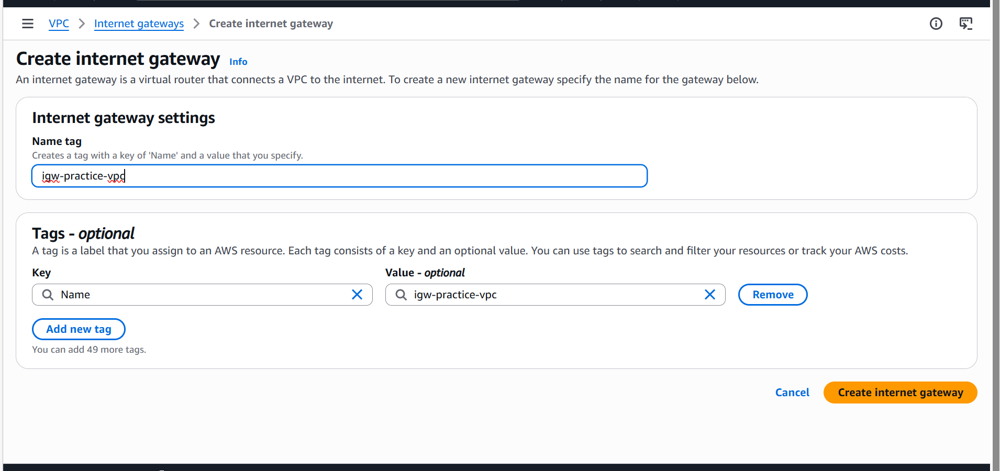 VPC > Internet gateways > Create internet gateway
Create internet gateway Info
An internet gateway is a virtual router that connects a VPC to the internet. To create a new internet gateway specify the name for the gateway below.
Internet gateway settings
Name tag
Creates a tag with a key of 'Name' and a value that you specify.
igw-practice-vpc
Tags - optional
A tag is a label that you assign to an AWS resource. Each tag consists of a key and an optional value. You can use tags to search and filter your resources or track your AWS costs.
Key Value - optional
Name igw-practice-vpc Remove
Add new tag
You can add 49 more tags.
Cancel Create internet gateway